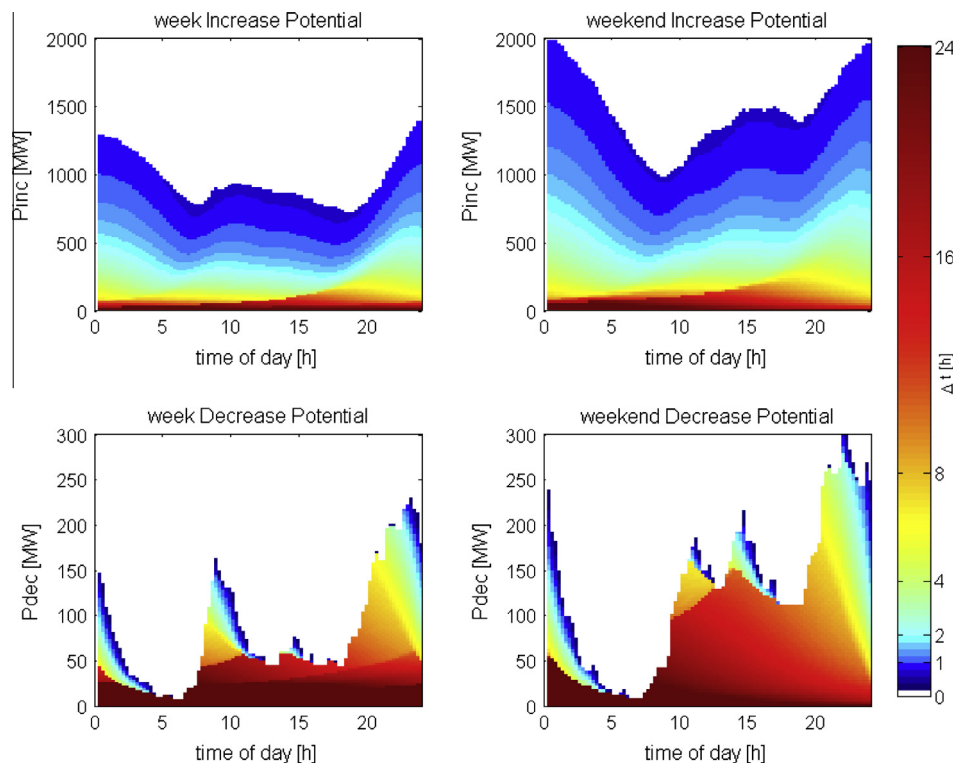 week Increase Potential
weekend Increase Potential
2000
1500
1000
500
0
Pinc [MW]
0 5 10 15 20
time of day [h]
2000
1500
1000
500
0
Pinc [MW]
0 5 10 15 20
time of day [h]
week Decrease Potential
weekend Decrease Potential
300
250
200
150
100
50
0
Pdec [MW]
0 5 10 15 20
time of day [h]
300
250
200
150
100
50
0
Pdec [MW]
0 5 10 15 20
time of day [h]
24
16
8
4
2
1
0
Δ t [h]